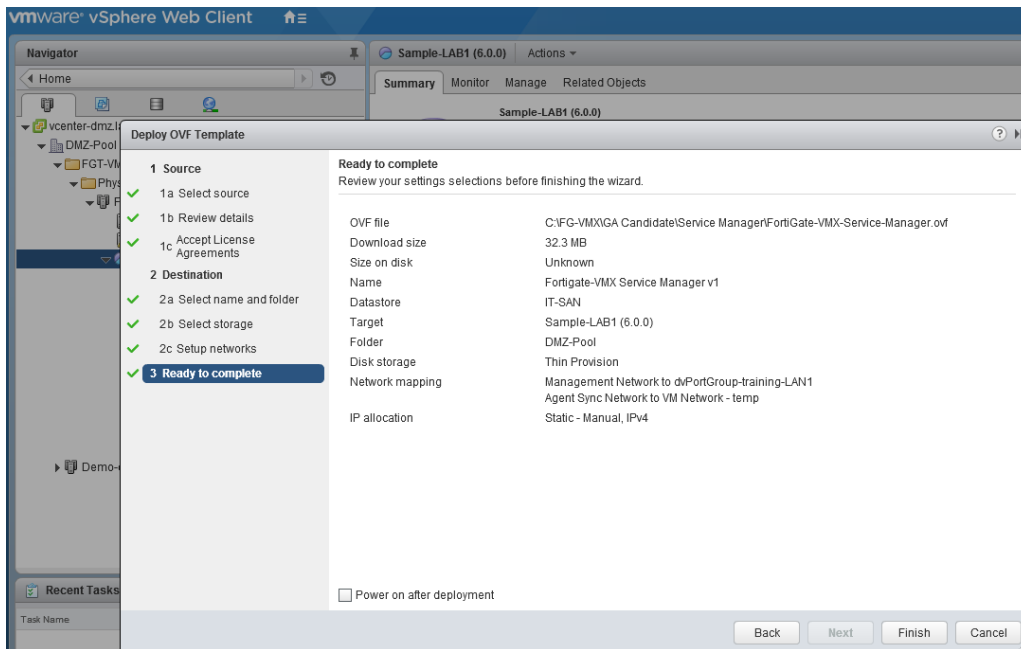 vmware® vSphere Web Client
Navigator
Sample-LAB1 (6.0.0) Actions
Home
Summary Monitor Manage Related Objects
Sample-LAB1 (6.0.0)
DMZ-Pool
Deploy OVF Template
1 Source
1a Select source
1b Review details
1c Accept License
Agreements
2 Destination
2a Select name and folder
2b Select storage
2c Setup networks
3 Ready to complete
Ready to complete
Review your settings selections before finishing the wizard.
OVF file C:\FG-VMX\GA Candidate\Service Manager\FortiGate-VMX-Service-Manager.ovf
Download size 32.3 MB
Size on disk Unknown
Name Fortigate-VMX Service Manager v1
Datastore IT-SAN
Target Sample-LAB1 (6.0.0)
Folder DMZ-Pool
Disk storage Thin Provision
Network mapping Management Network to dvPortGroup-training-LAN1
Agent Sync Network to VM Network - temp
IP allocation Static - Manual, IPv4
Power on after deployment
Recent Tasks
Task Name
Back Next Finish Cancel